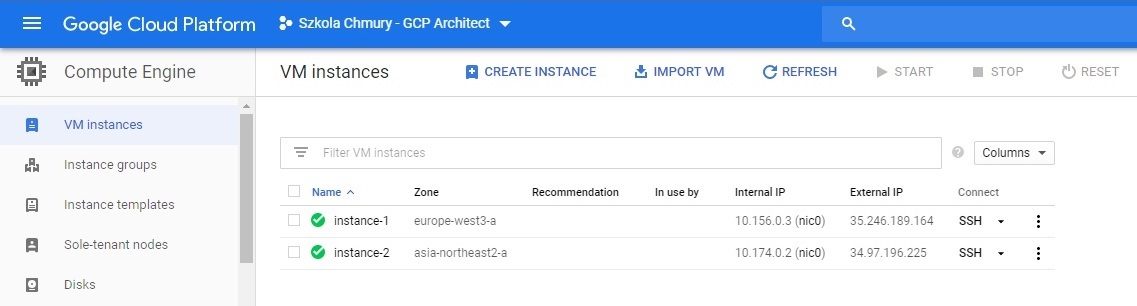 Google Cloud Platform Szkola Chmury - GCP Architect
Compute Engine VM instances CREATE INSTANCE IMPORT VM REFRESH START STOP RESET
VM instances
Instance groups
Instance templates
Sole-tenant nodes
Disks
Filter VM instances ? Columns
Name Zone Recommendation In use by Internal IP External IP Connect
instance-1 europe-west3-a 10.156.0.3 (nic0) 35.246.189.164 SSH
instance-2 asia-northeast2-a 10.174.0.2 (nic0) 34.97.196.225 SSH